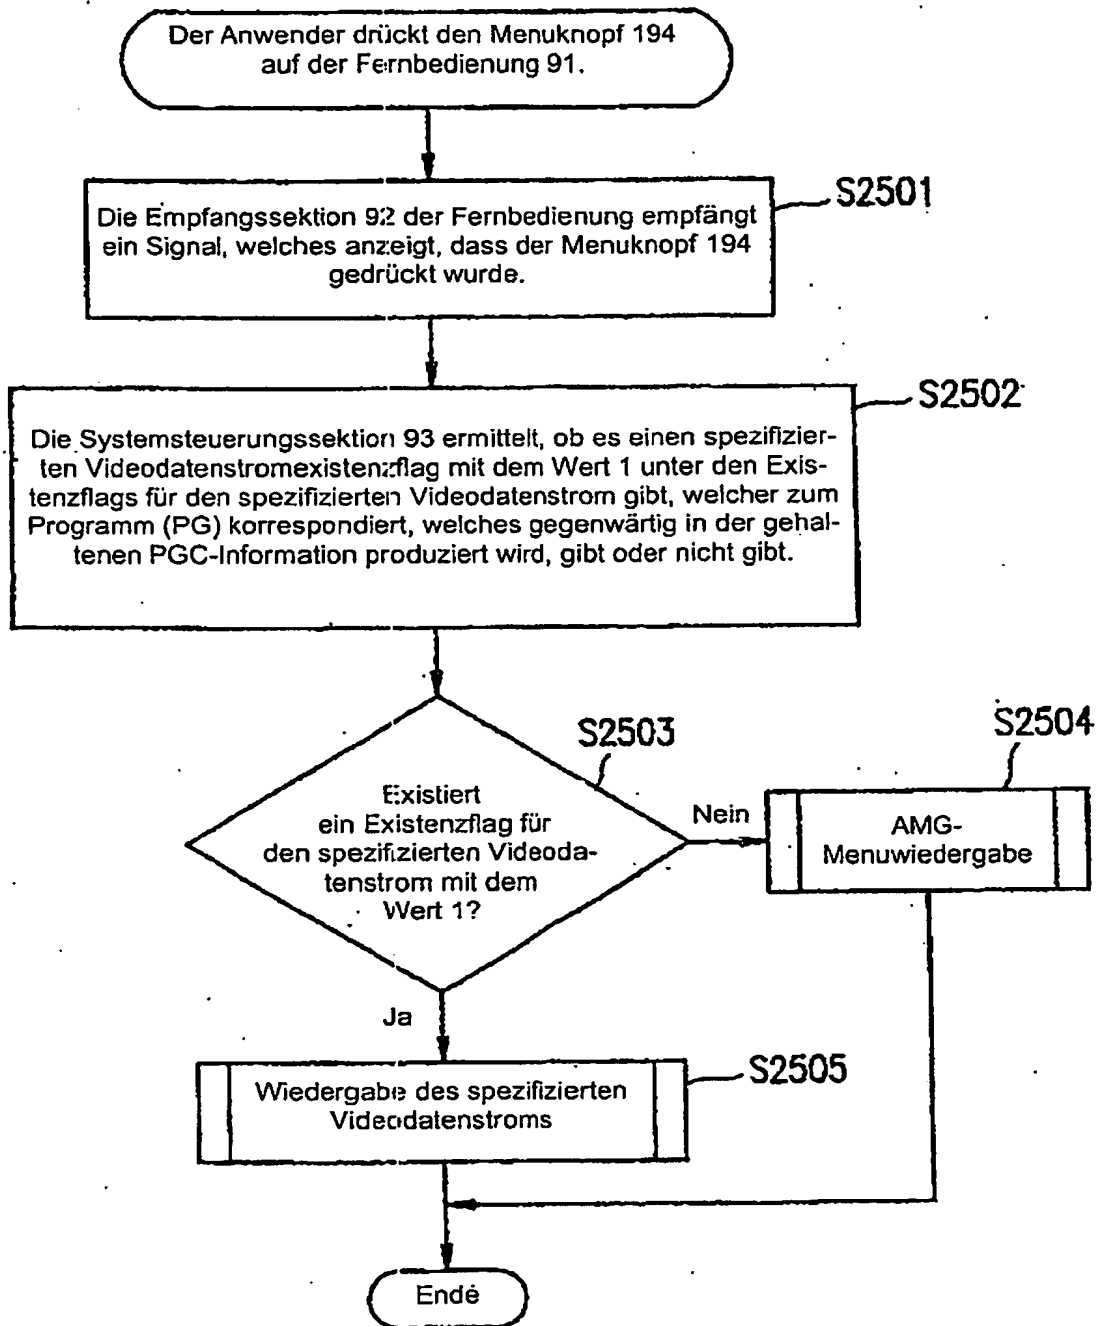 Der Anwender drückt den Menuknopf 194
auf der Fernbedienung 91.
S2501
Die Empfangssektion 92 der Fernbedienung empfängt
ein Signal, welches anzeigt, dass der Menuknopf 194
gedrückt wurde.
S2502
Die Systemsteuerungssektion 93 ermittelt, ob es einen spezifizier-
ten Videodatenstromexistenzflag mit dem Wert 1 unter den Exis-
tenzflags für den spezifizierten Videodatenstrom gibt, welcher zum
Programm (PG) korrespondiert, welches gegenwärtig in der gehal-
tenen PGC-Information produziert wird, gibt oder nicht gibt.
S2503
Existiert
ein Existenzflag für
den spezifizierten Videoda-
tenstrom mit dem
Wert 1?
Nein
S2504
AMG-
Menuwiedergabe
Ja
S2505
Wiedergabe des spezifizierten
Videodatenstroms
Ende